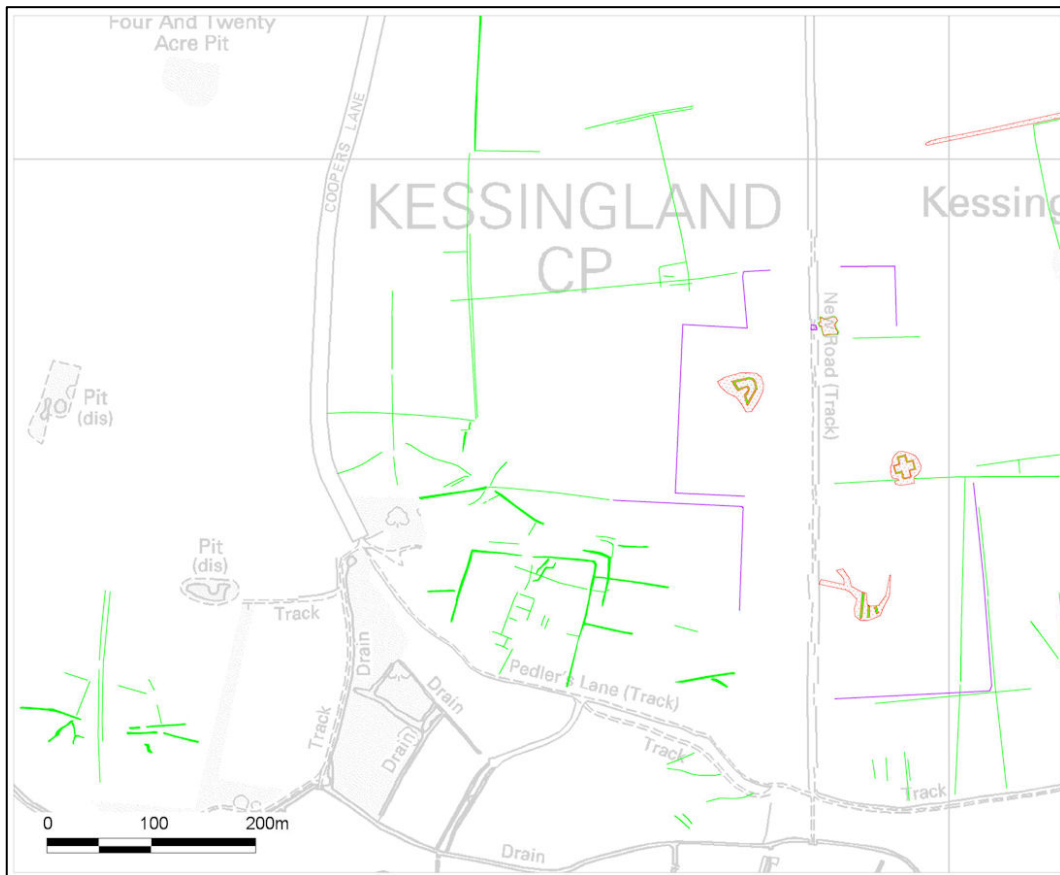 Four And Twenty
Acre Pit
COOPERS LANE
KESSINGLAND
CP
Kessing
New Road (Track)
Pit
(dis)
Pit
(dis)
Track
Drain
Pedler's Lane (Track)
Drain
Drain
Track
Track
Track
Drain
0 100 200m